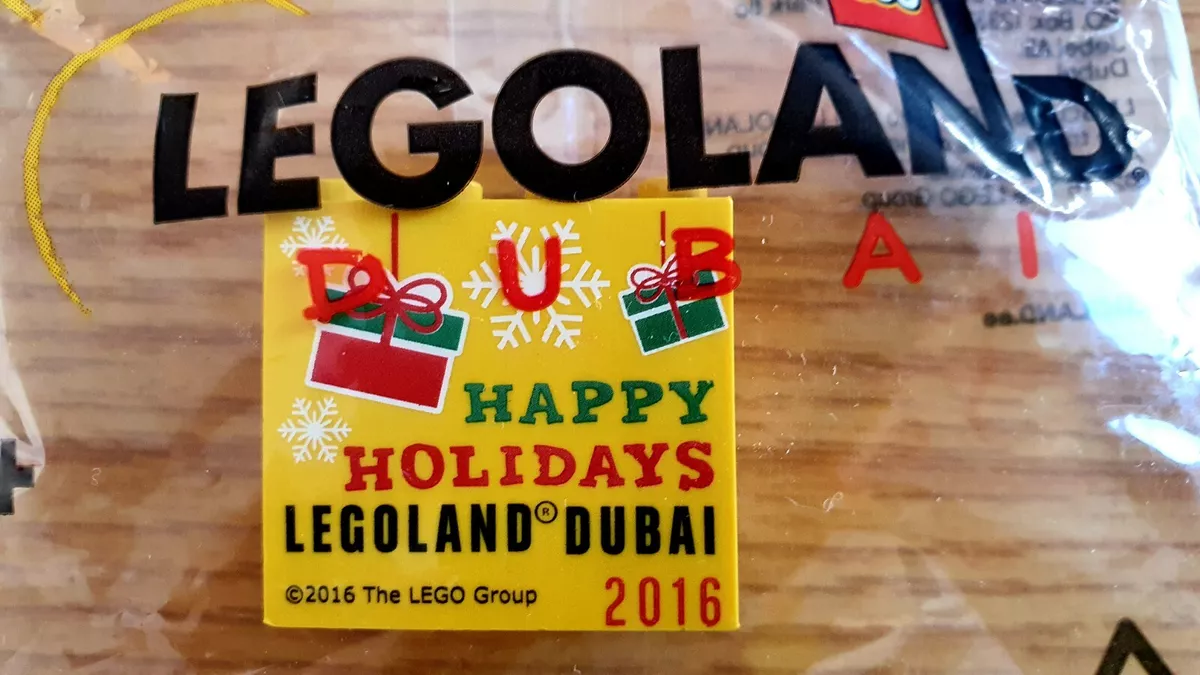 LEGOLAND
DUBAI
HAPPY
HOLIDAYS
LEGOLAND® DUBAI
©2016 The LEGO Group
2016